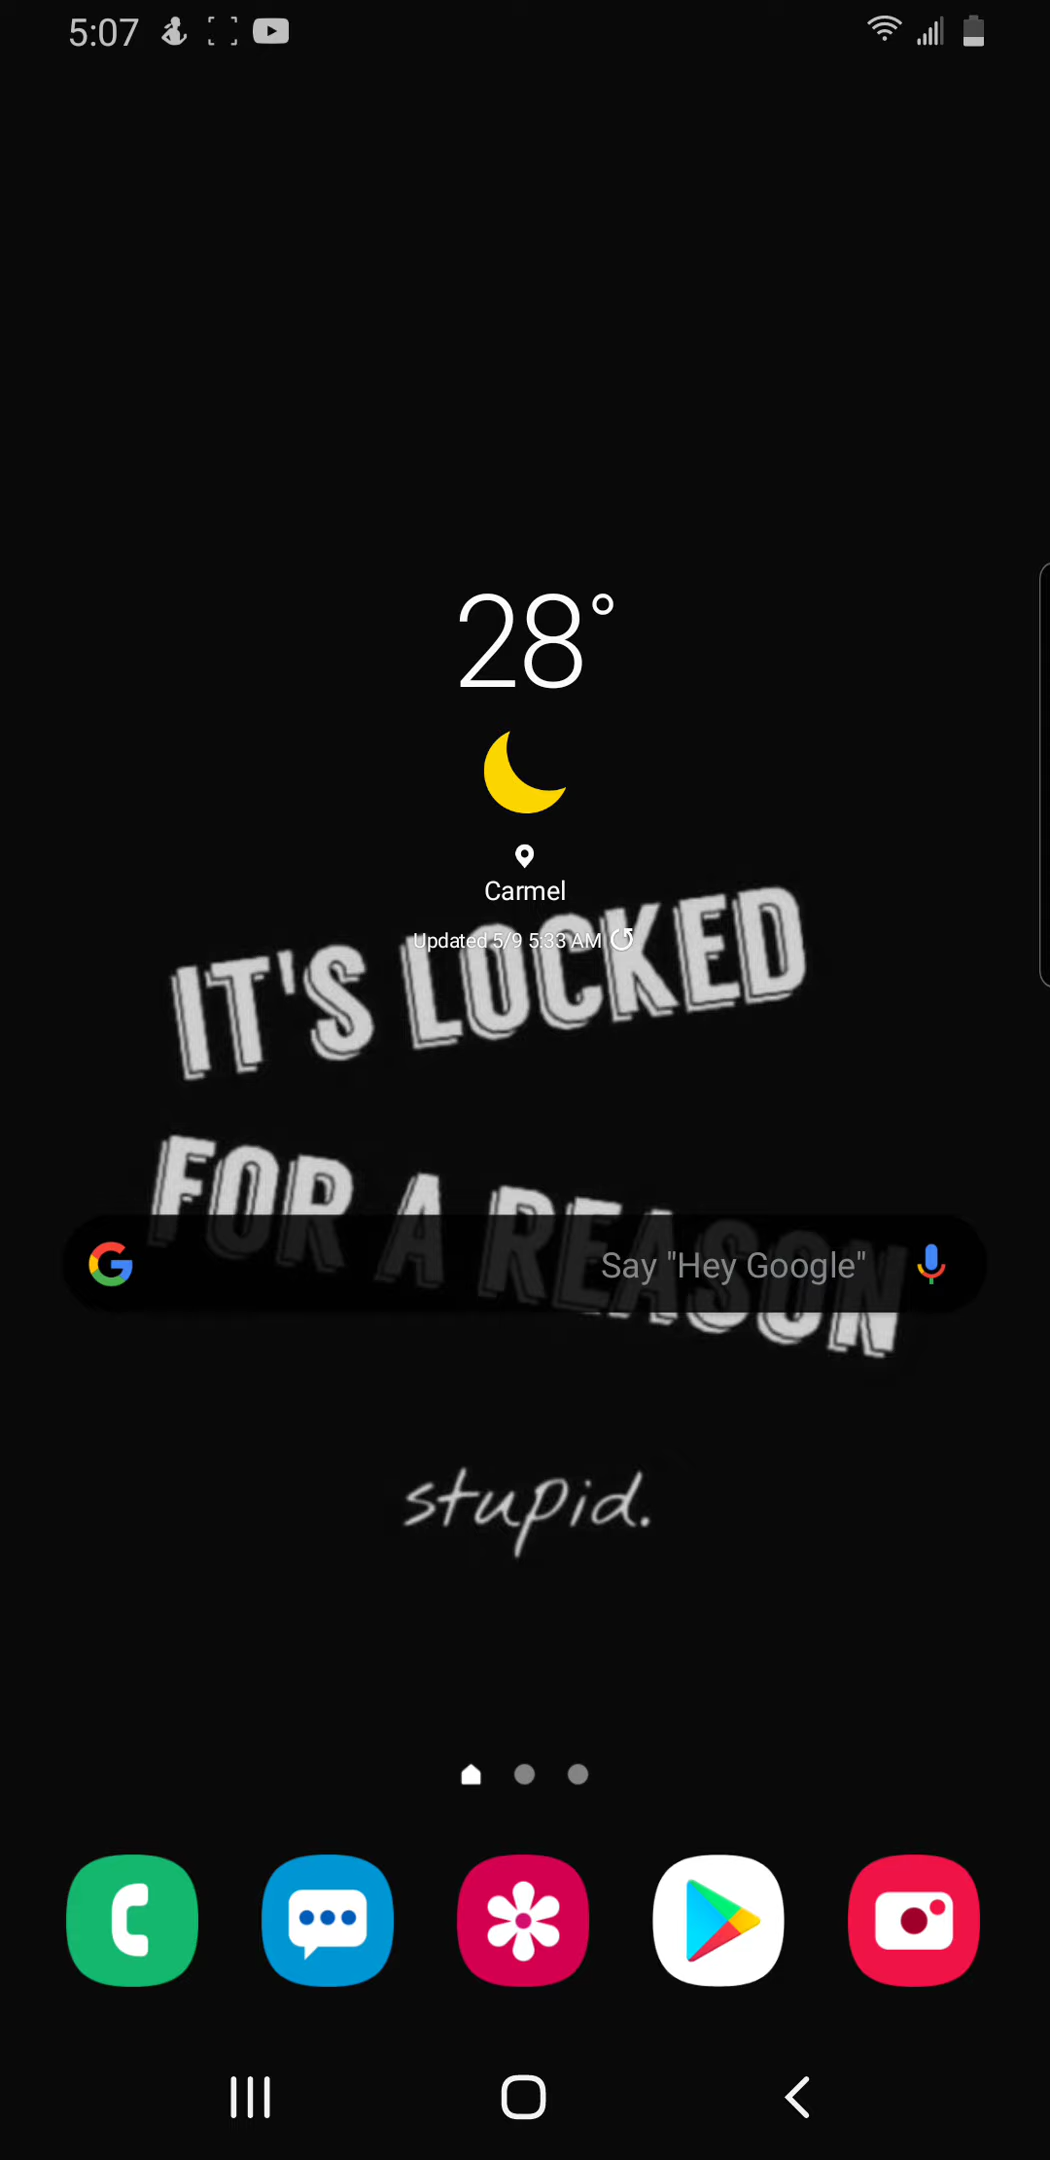 5:07
28°
Carmel
Updated 5/9 5:33 AM
IT'S LOCKED
FOR A REASON
Say "Hey Google"
stupid.